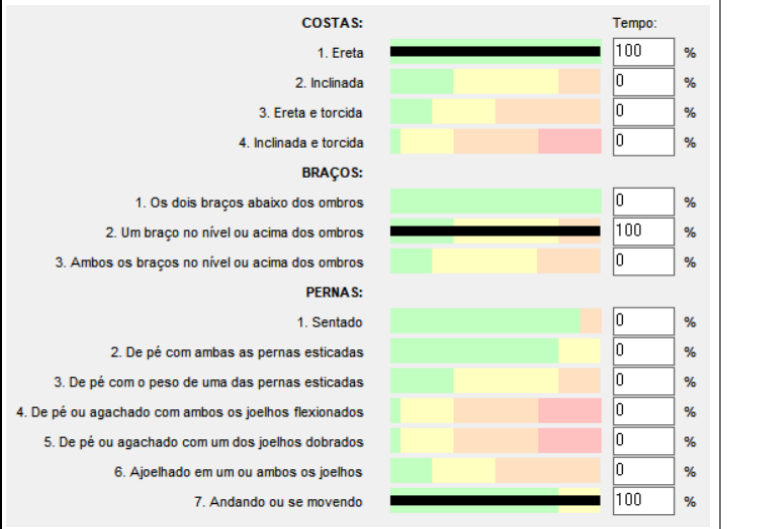 COSTAS: Tempo:
1. Ereta 100 %
2. Inclinada 0 %
3. Ereta e torcida 0 %
4. Inclinada e torcida 0 %
BRAÇOS:
1. Os dois braços abaixo dos ombros 0 %
2. Um braço no nível ou acima dos ombros 100 %
3. Ambos os braços no nível ou acima dos ombros 0 %
PERNAS:
1. Sentado 0 %
2. De pé com ambas as pernas esticadas 0 %
3. De pé com o peso de uma das pernas esticadas 0 %
4. De pé ou agachado com ambos os joelhos flexionados 0 %
5. De pé ou agachado com um dos joelhos dobrados 0 %
6. Ajoelhado em um ou ambos os joelhos 0 %
7. Andando ou se movendo 100 %